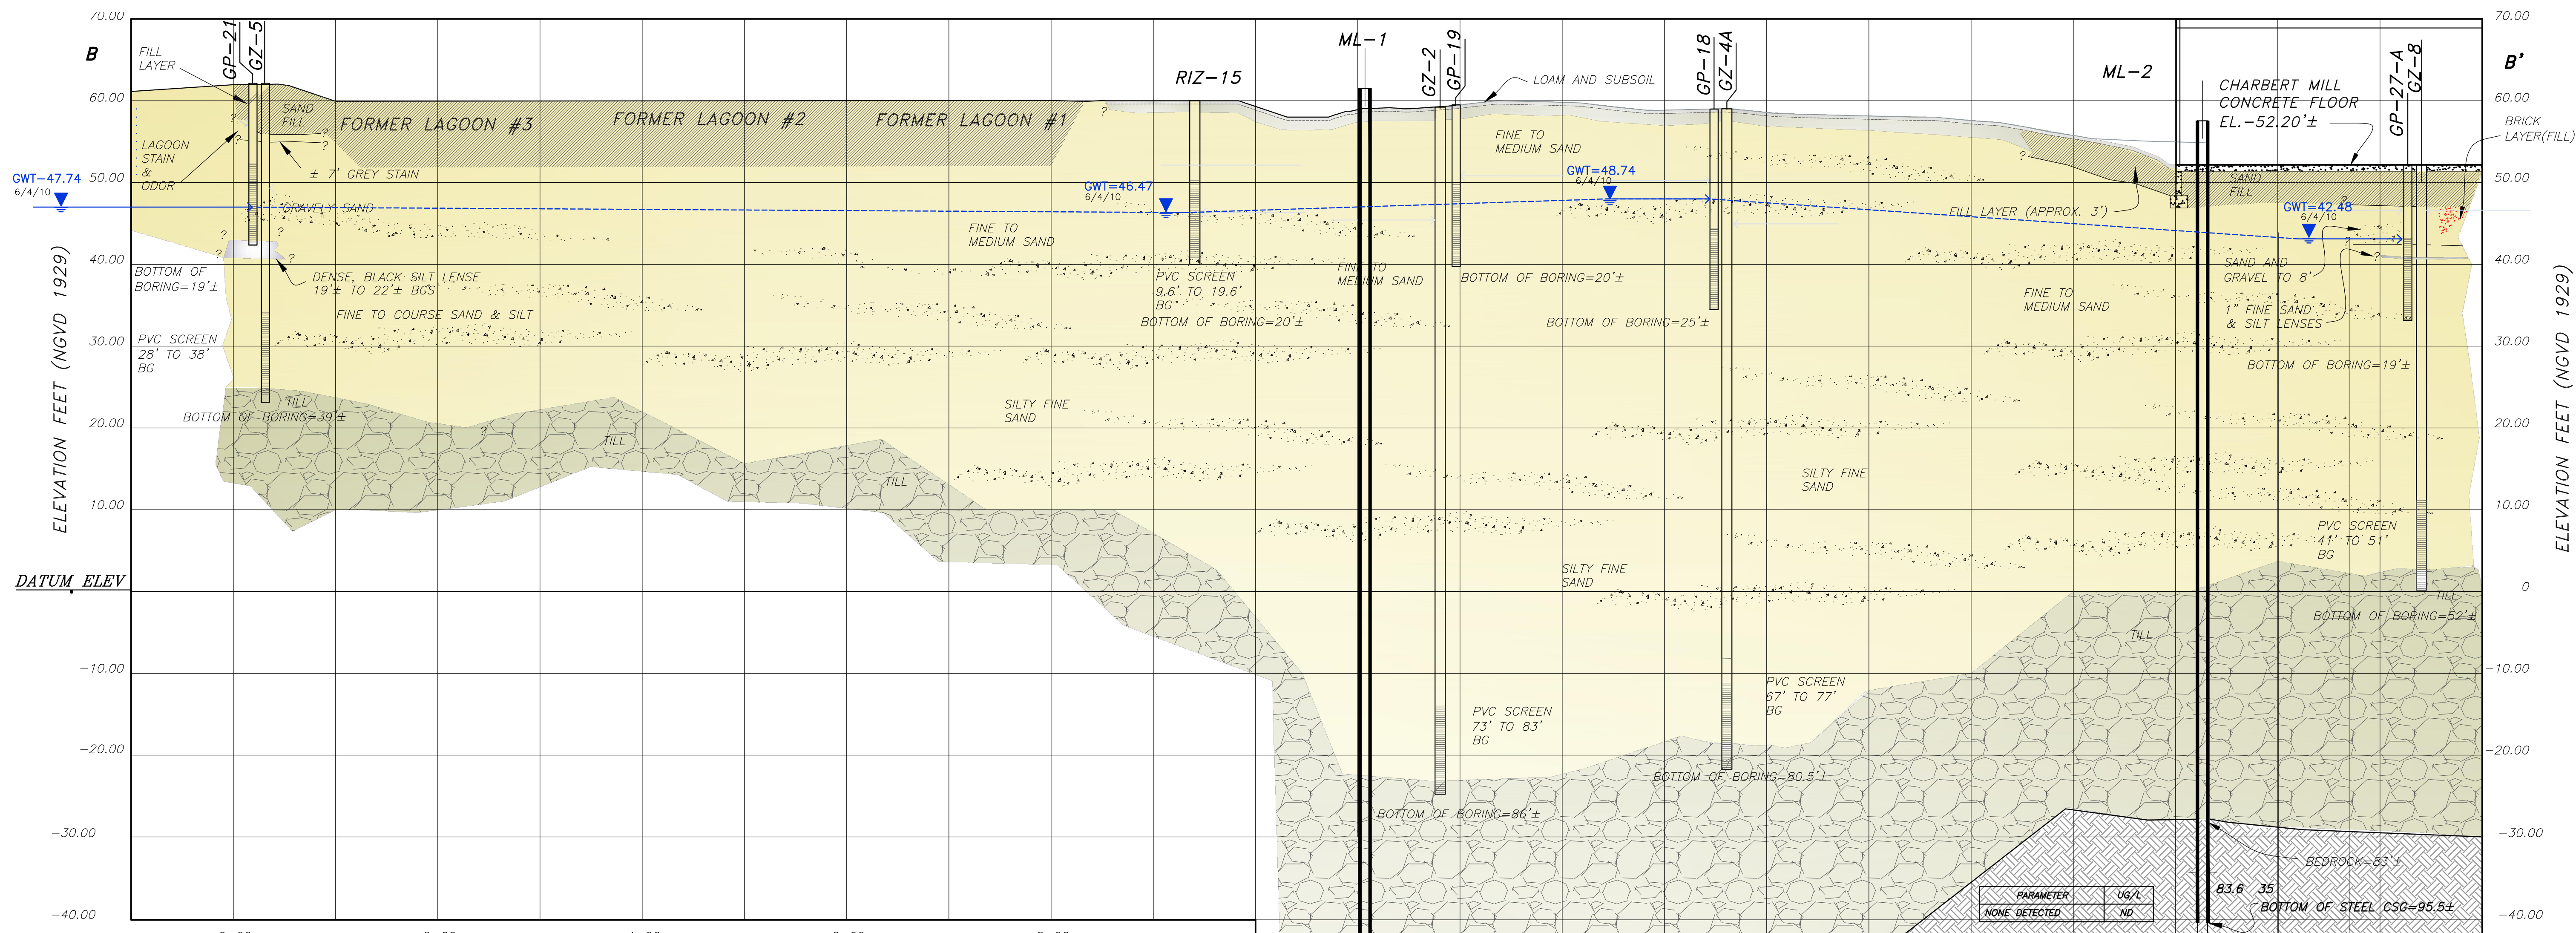 70.00
60.00
50.00
40.00
30.00
20.00
10.00
DATUM ELEV
-10.00
-20.00
-30.00
-40.00
ELEVATION FEET (NGVD 1929)
B
FILL
LAYER
GP-21
GZ-5
SAND
FILL
LAGOON
STAIN
&
ODOR
± 7' GREY STAIN
GWT-47.74
6/4/10
GRAVELY SAND
FORMER LAGOON #3
FORMER LAGOON #2
FORMER LAGOON #1
BOTTOM OF
BORING=19'±
DENSE, BLACK SILT LENSE
19'± TO 22'± BGS
FINE TO COURSE SAND & SILT
PVC SCREEN
28' TO 38'
BG
TILL
BOTTOM OF BORING=39'±
TILL
TILL
RIZ-15
GWT=46.47
6/4/10
FINE TO
MEDIUM SAND
PVC SCREEN
9.6' TO 19.6'
BG
BOTTOM OF BORING=20'±
SILTY FINE
SAND
ML-1
FINE TO
MEDIUM SAND
GZ-2
GP-19
BOTTOM OF BORING=20'±
LOAM AND SUBSOIL
FINE TO
MEDIUM SAND
GWT=48.74
6/4/10
BOTTOM OF BORING=25'±
GP-18
GZ-4A
SILTY FINE
SAND
SILTY FINE
SAND
PVC SCREEN
73' TO 83'
BG
BOTTOM OF BORING=86'±
PVC SCREEN
67' TO 77'
BG
BOTTOM OF BORING=80.5'±
ML-2
CHARBERT MILL
CONCRETE FLOOR
EL.-52.20'±
FILL LAYER (APPROX. 3')
SAND
FILL
GWT=42.48
6/4/10
GP-27-A
GZ-8
B'
BRICK
LAYER(FILL)
SAND AND
GRAVEL TO 8'
1" FINE SAND
& SILT LENSES
FINE TO
MEDIUM SAND
BOTTOM OF BORING=19'±
PVC SCREEN
41' TO 51'
BG
TILL
BOTTOM OF BORING=52'±
TILL
BEDROCK=83'±
83.6 35
BOTTOM OF STEEL CSG=95.5±
PARAMETER UG/L
NONE DETECTED ND
70.00
60.00
50.00
40.00
30.00
20.00
10.00
0
-10.00
-20.00
-30.00
-40.00
ELEVATION FEET (NGVD 1929)